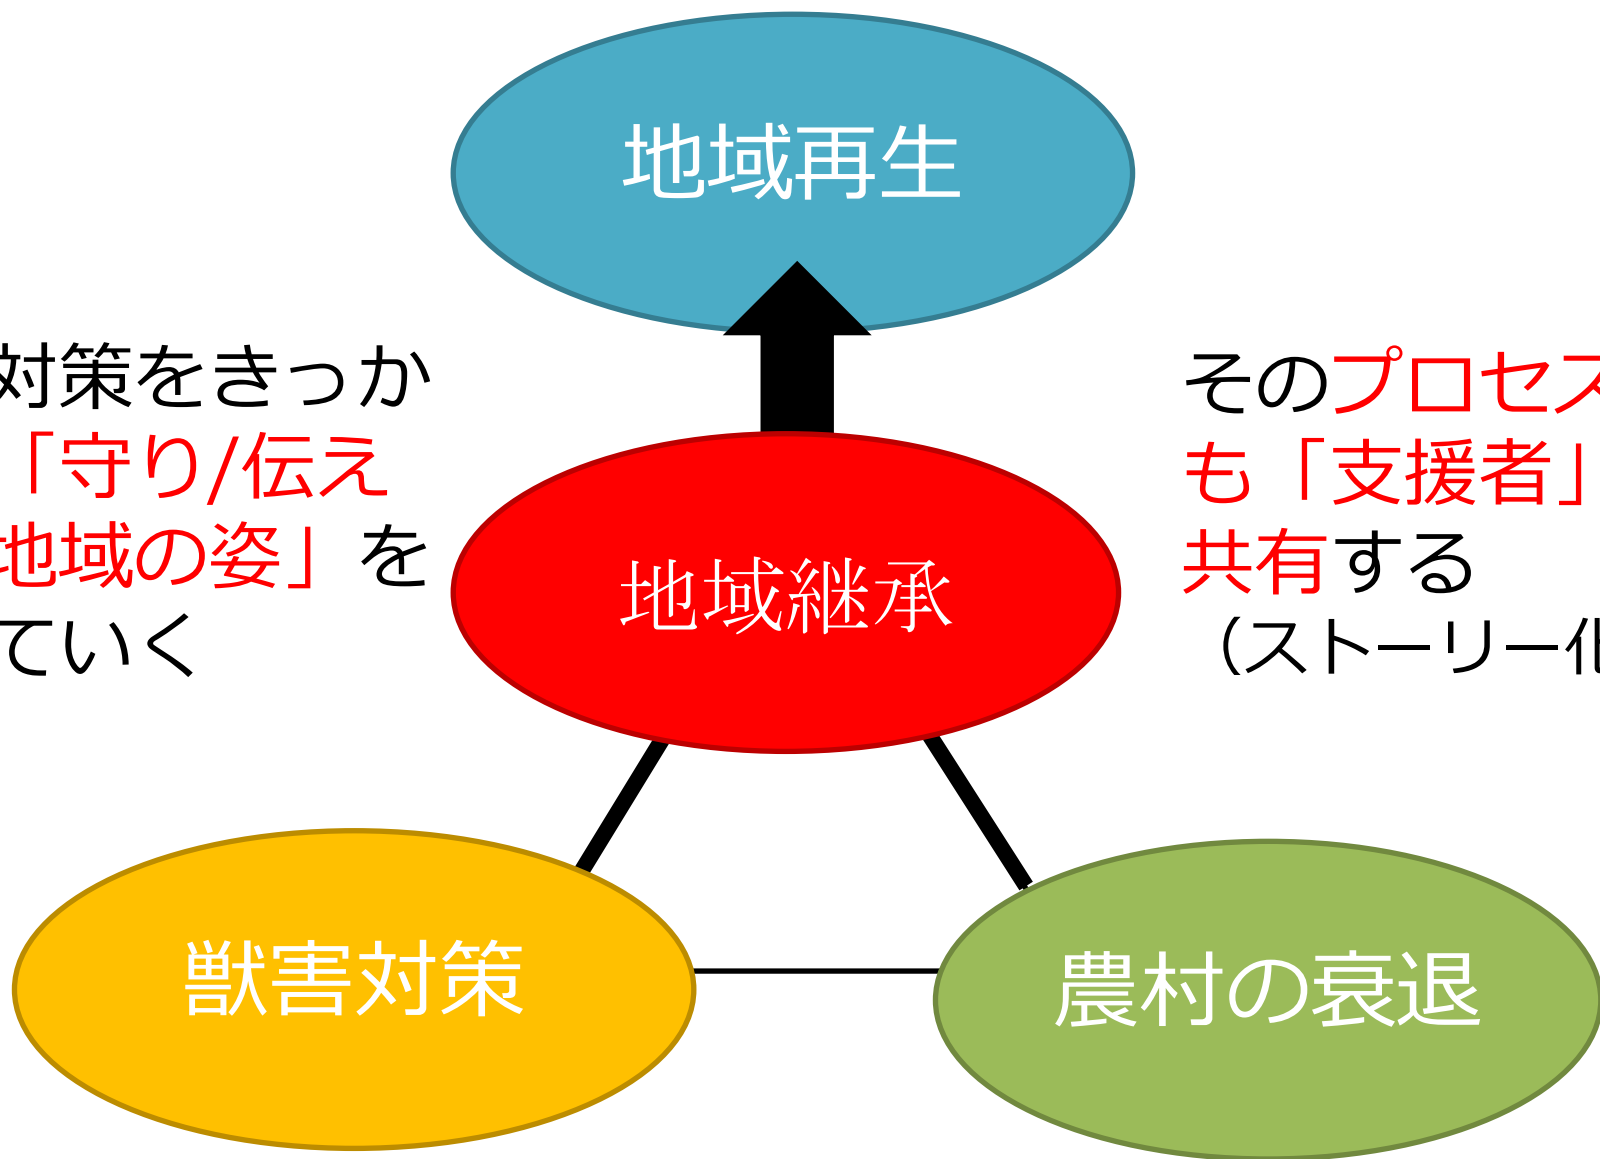 地域再生
対策をきっか
「守り/伝え
地域の姿」を
ていく
そのプロセス
も「支援者」
共有する
（ストーリー化
地域継承
獣害対策
農村の衰退